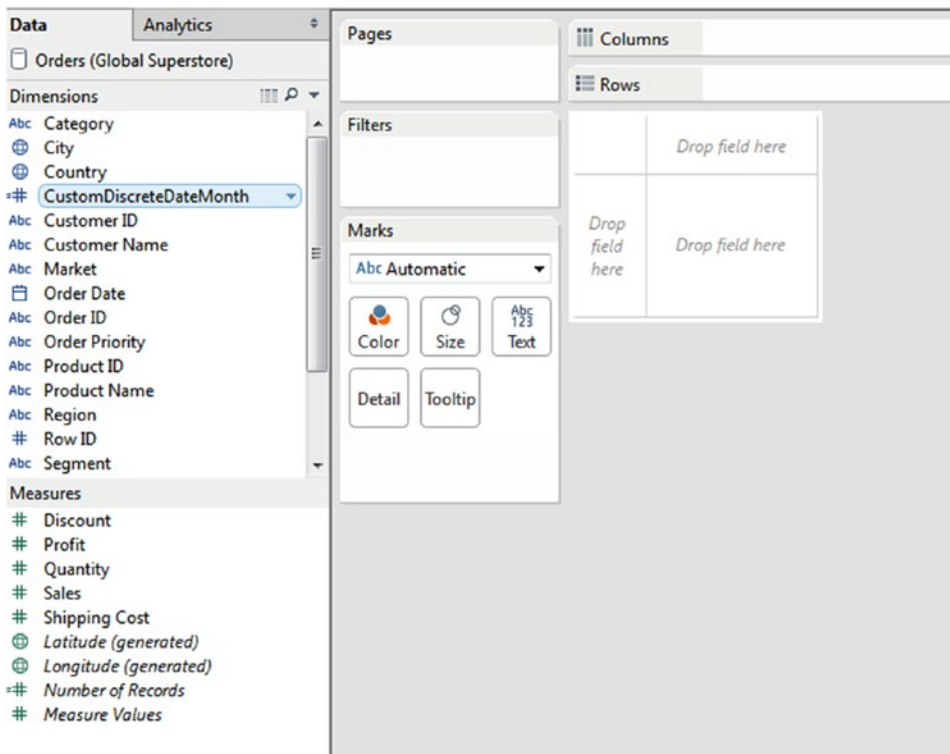 Data
Analytics
Orders (Global Superstore)
Dimensions
Abc Category
City
Country
=# CustomDiscreteDateMonth
Abc Customer ID
Abc Customer Name
Abc Market
Order Date
Abc Order ID
Abc Order Priority
Abc Product ID
Abc Product Name
Abc Region
# Row ID
Abc Segment
Measures
# Discount
# Profit
# Quantity
# Sales
# Shipping Cost
Latitude (generated)
Longitude (generated)
=# Number of Records
# Measure Values
Pages
Filters
Marks
Abc Automatic
Color
Size
Abc
123
Text
Detail
Tooltip
Columns
Rows
Drop field here
Drop
field
here
Drop field here